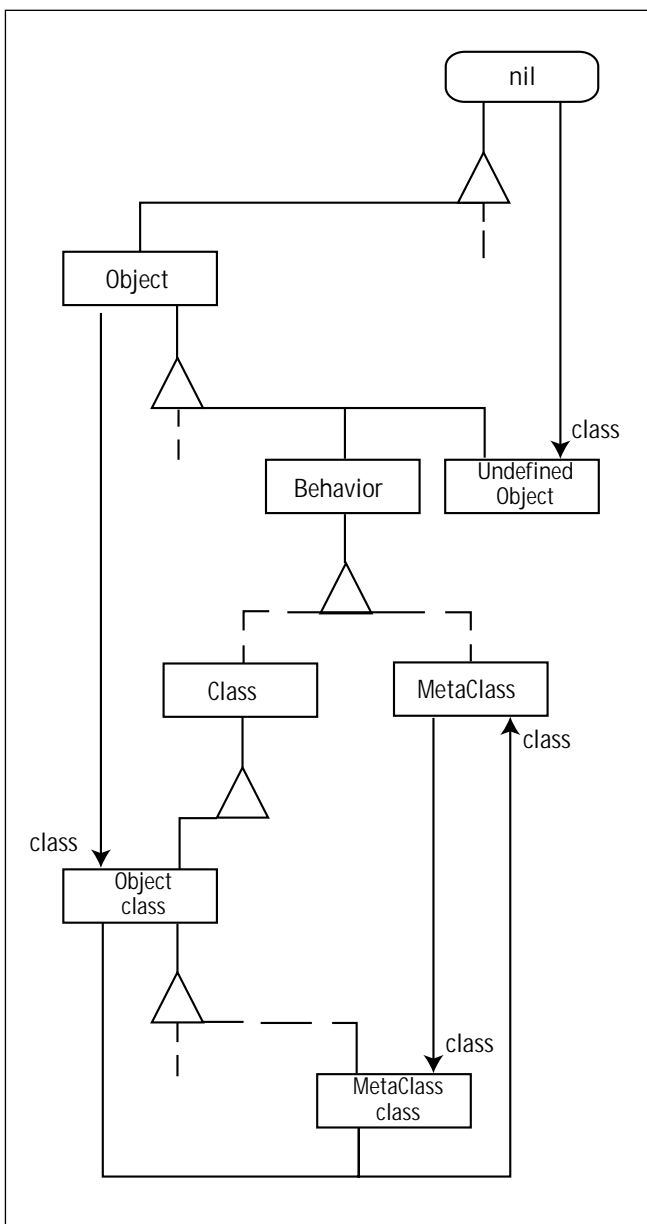 nil
Object
class
Undefined
Object
Behavior
Class
MetaClass
class
class
Object
class
class
MetaClass
class